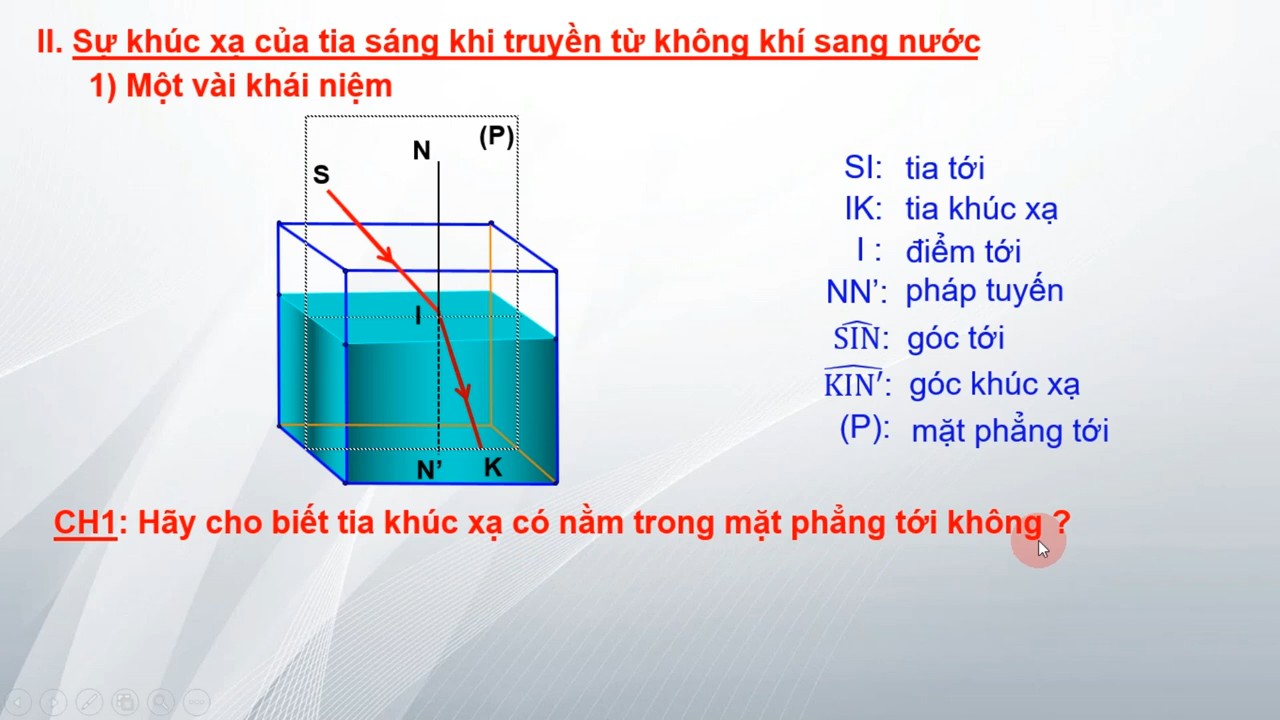 II. Sự khúc xạ của tia sáng khi truyền từ không khí sang nước
1) Một vài khái niệm
(P)
N
S
I
N’
K
SI: tia tới
IK: tia khúc xạ
I : điểm tới
NN’: pháp tuyến
SIN: góc tới
KIN′: góc khúc xạ
(P): mặt phẳng tới
CH1: Hãy cho biết tia khúc xạ có nằm trong mặt phẳng tới không ?